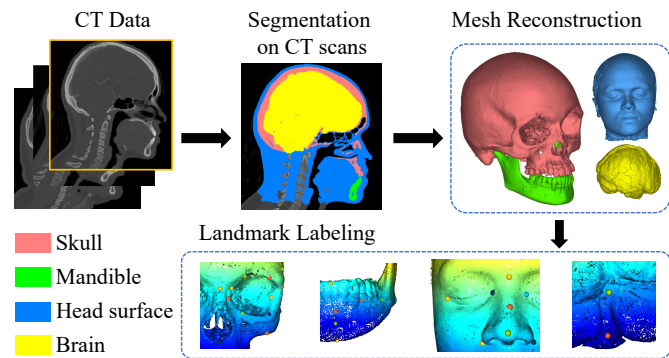 CT Data
Segmentation
on CT scans
Mesh Reconstruction
Skull
Mandible
Head surface
Brain
Landmark Labeling